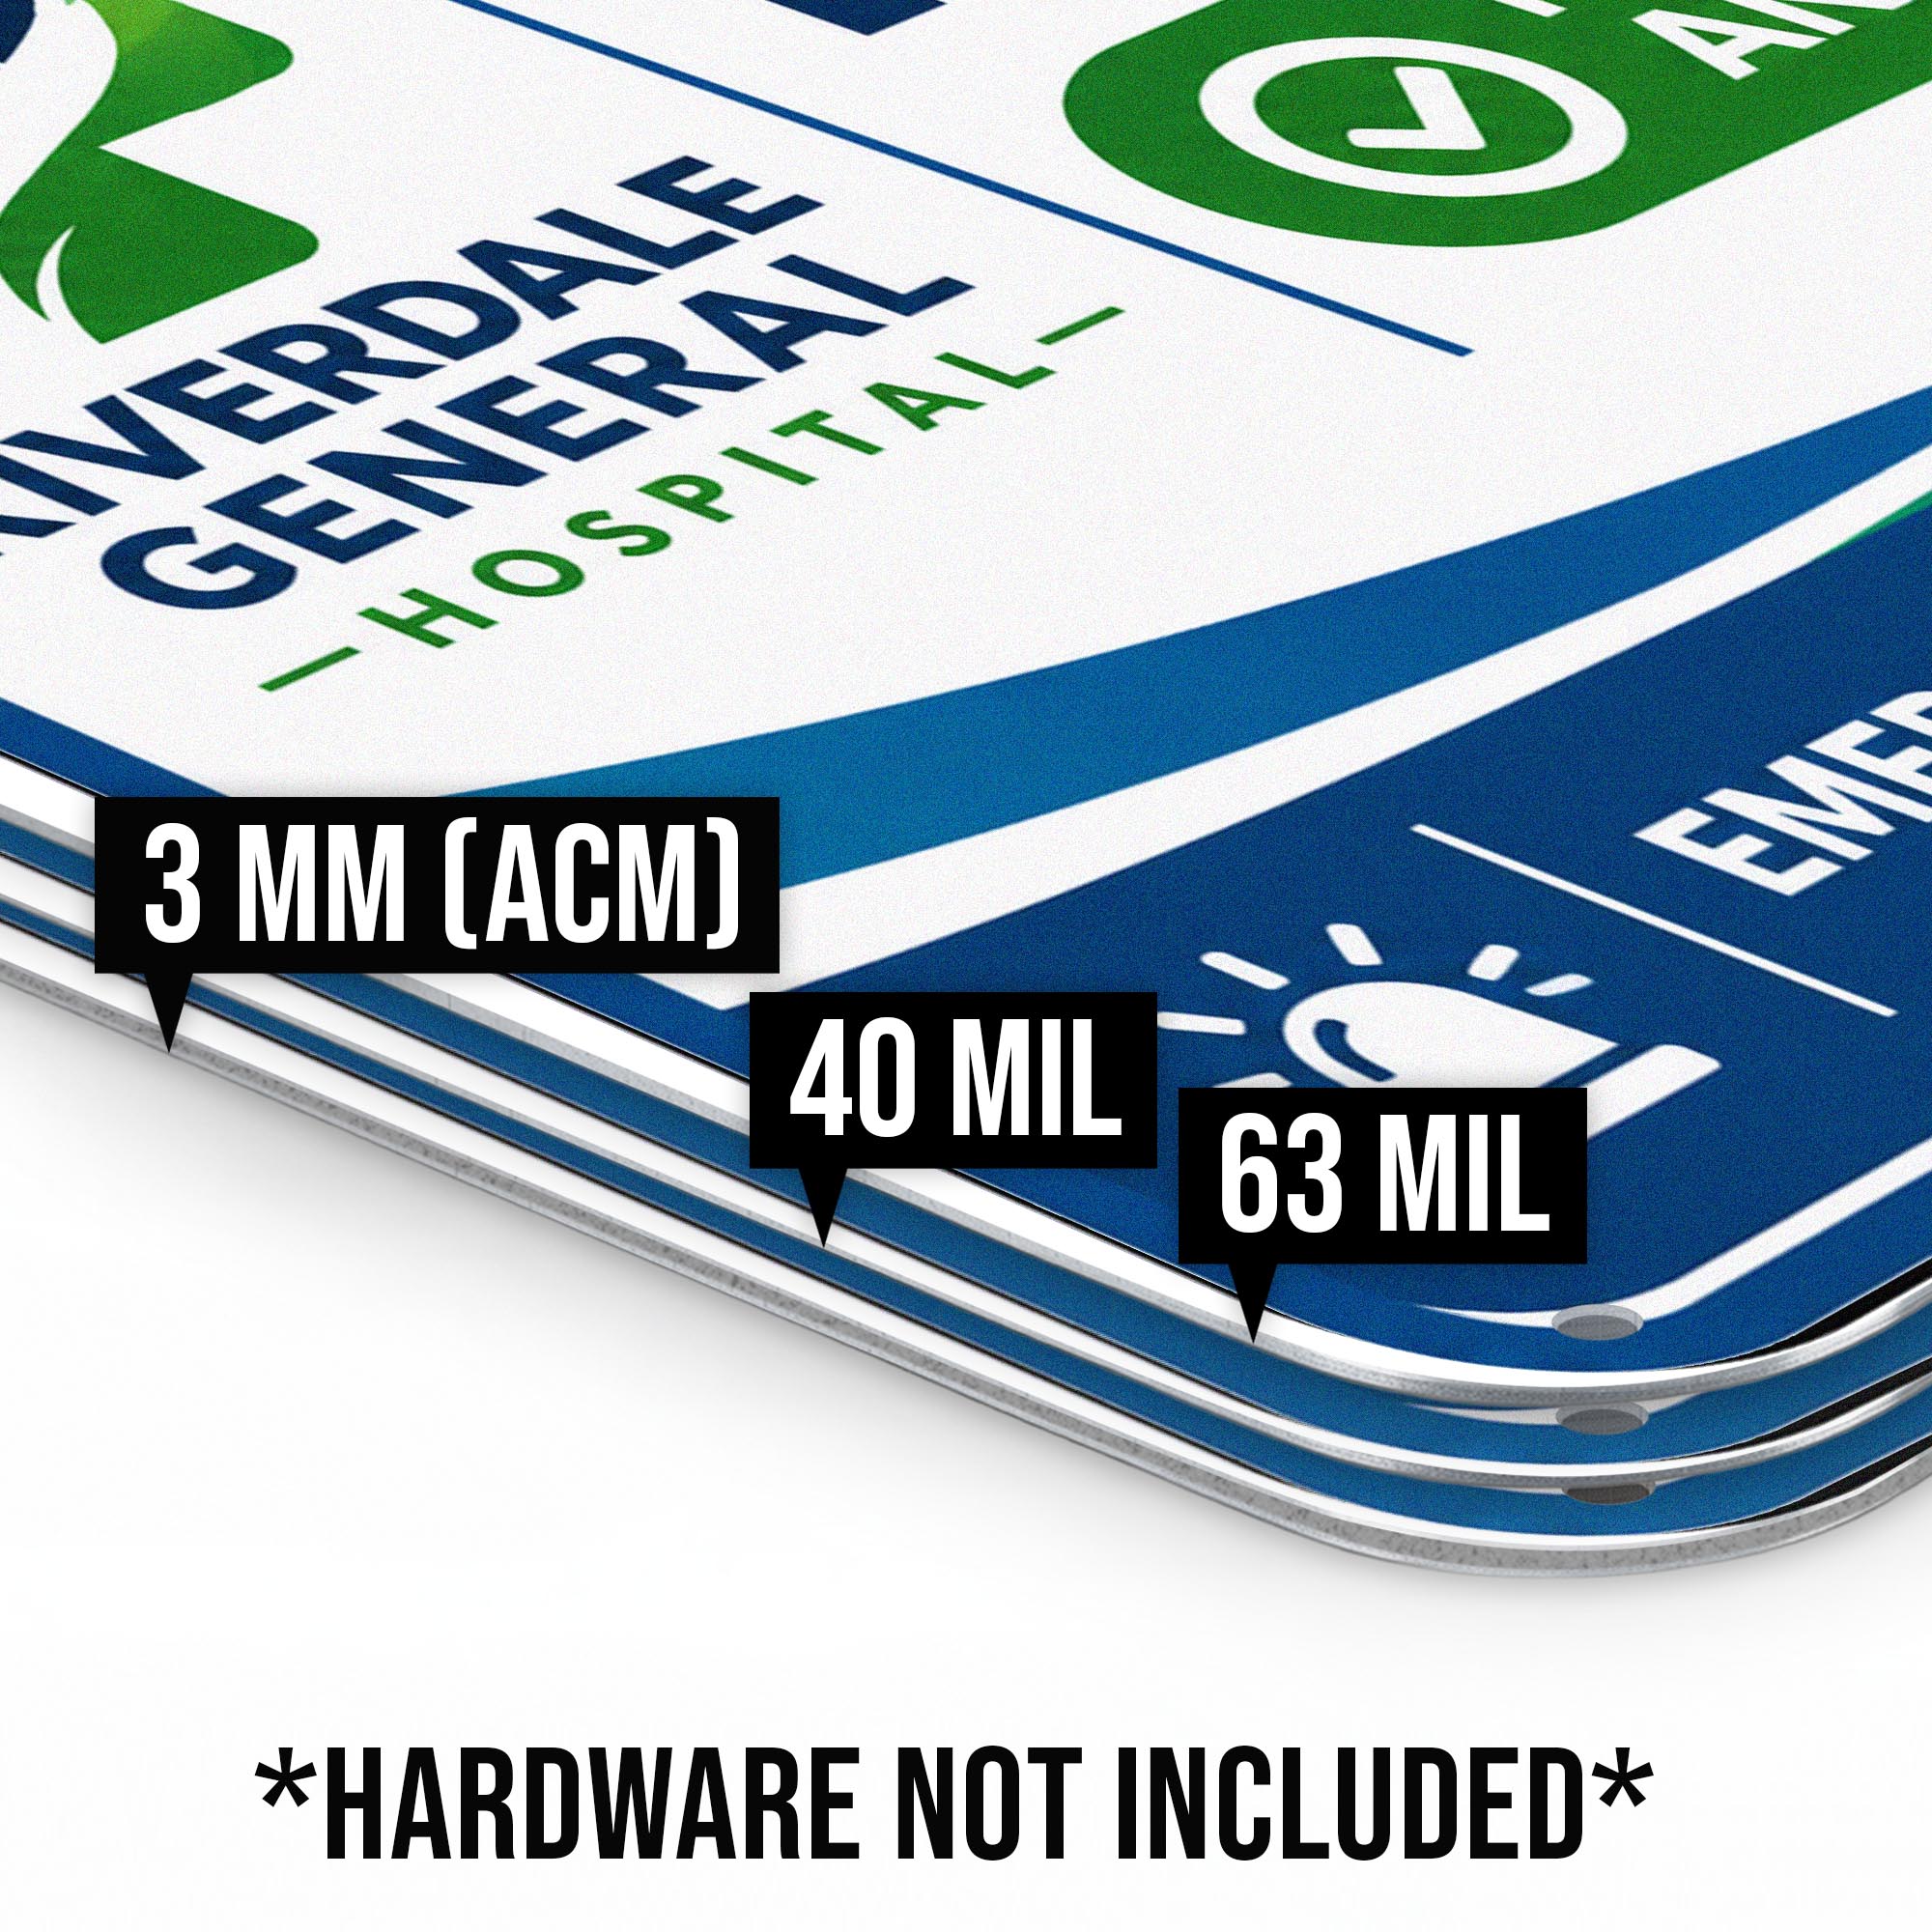 RIVERDALE
GENERAL
–HOSPITAL–
3 MM (ACM)
40 MIL
63 MIL
*HARDWARE NOT INCLUDED*